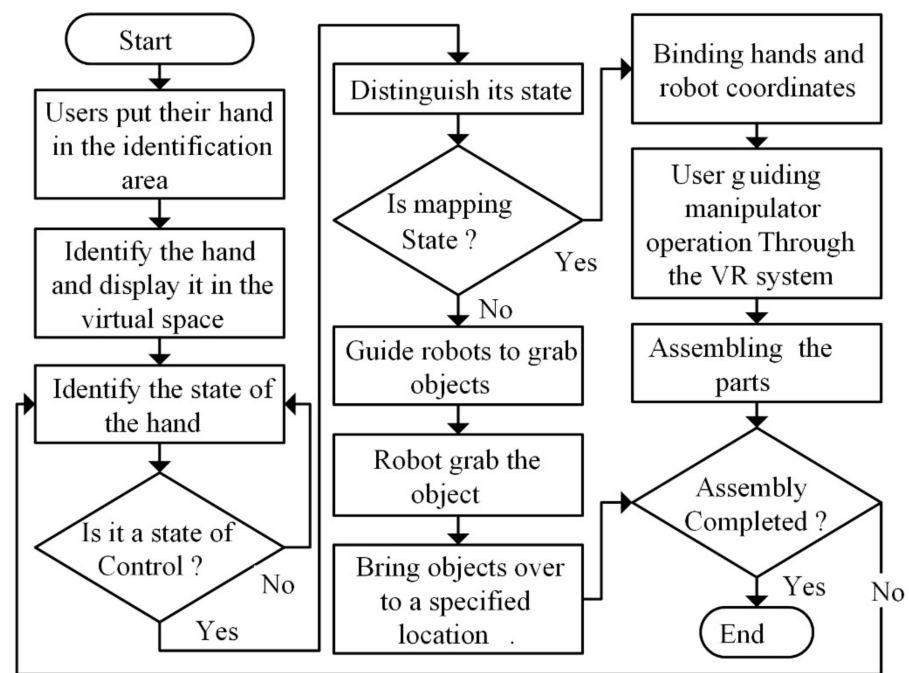 Start
Users put their hand
in the identification
area
Identify the hand
and display it in the
virtual space
Identify the state of
the hand
Is it a state of
Control ?
No
Yes
Distinguish its state
Is mapping
State ?
Yes
No
Guide robots to grab
objects
Robot grab the
object
Bring objects over
to a specified
location .
Binding hands and
robot coordinates
User guiding
manipulator
operation Through
the VR system
Assembling the
parts
Assembly
Completed ?
Yes
No
End